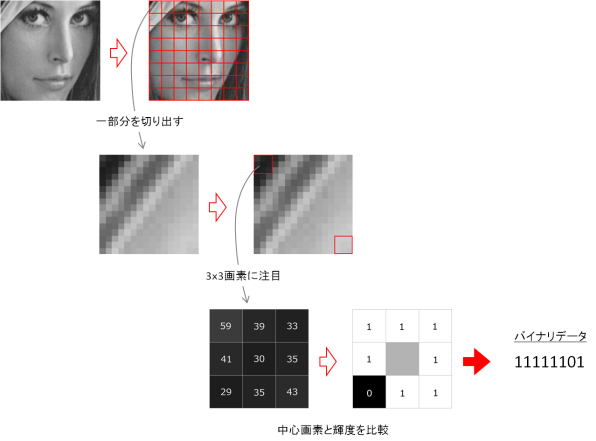 一部分を切り出す
3x3画素に注目
59 39 33
41 30 35
29 35 43
1 1 1
1 1
0 1 1
バイナリデータ
11111101
中心画素と輝度を比較